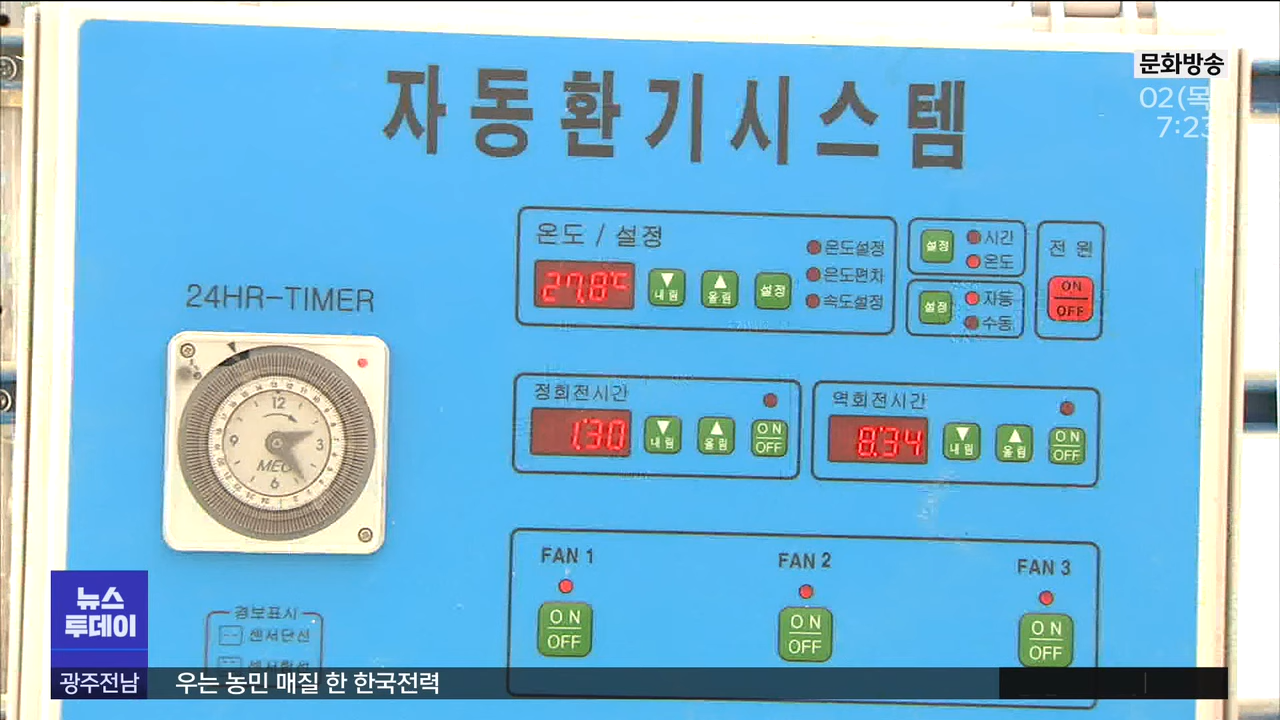 자동환기시스템
문화방송
02(목
7:23
온도 / 설정
27.8℃
내림
올림
설정
온도설정
온도편차
속도설정
설정
시간
온도
설정
자동
수동
전 원
ON
OFF
24HR-TIMER
12
3
6
9
정회전시간
1:30
내림
올림
ON
OFF
역회전시간
8:34
내림
올림
ON
OFF
FAN 1
ON
OFF
FAN 2
ON
OFF
FAN 3
ON
OFF
경보표시
센서단선
뉴스
투데이
광주전남
우는 농민 매질 한 한국전력